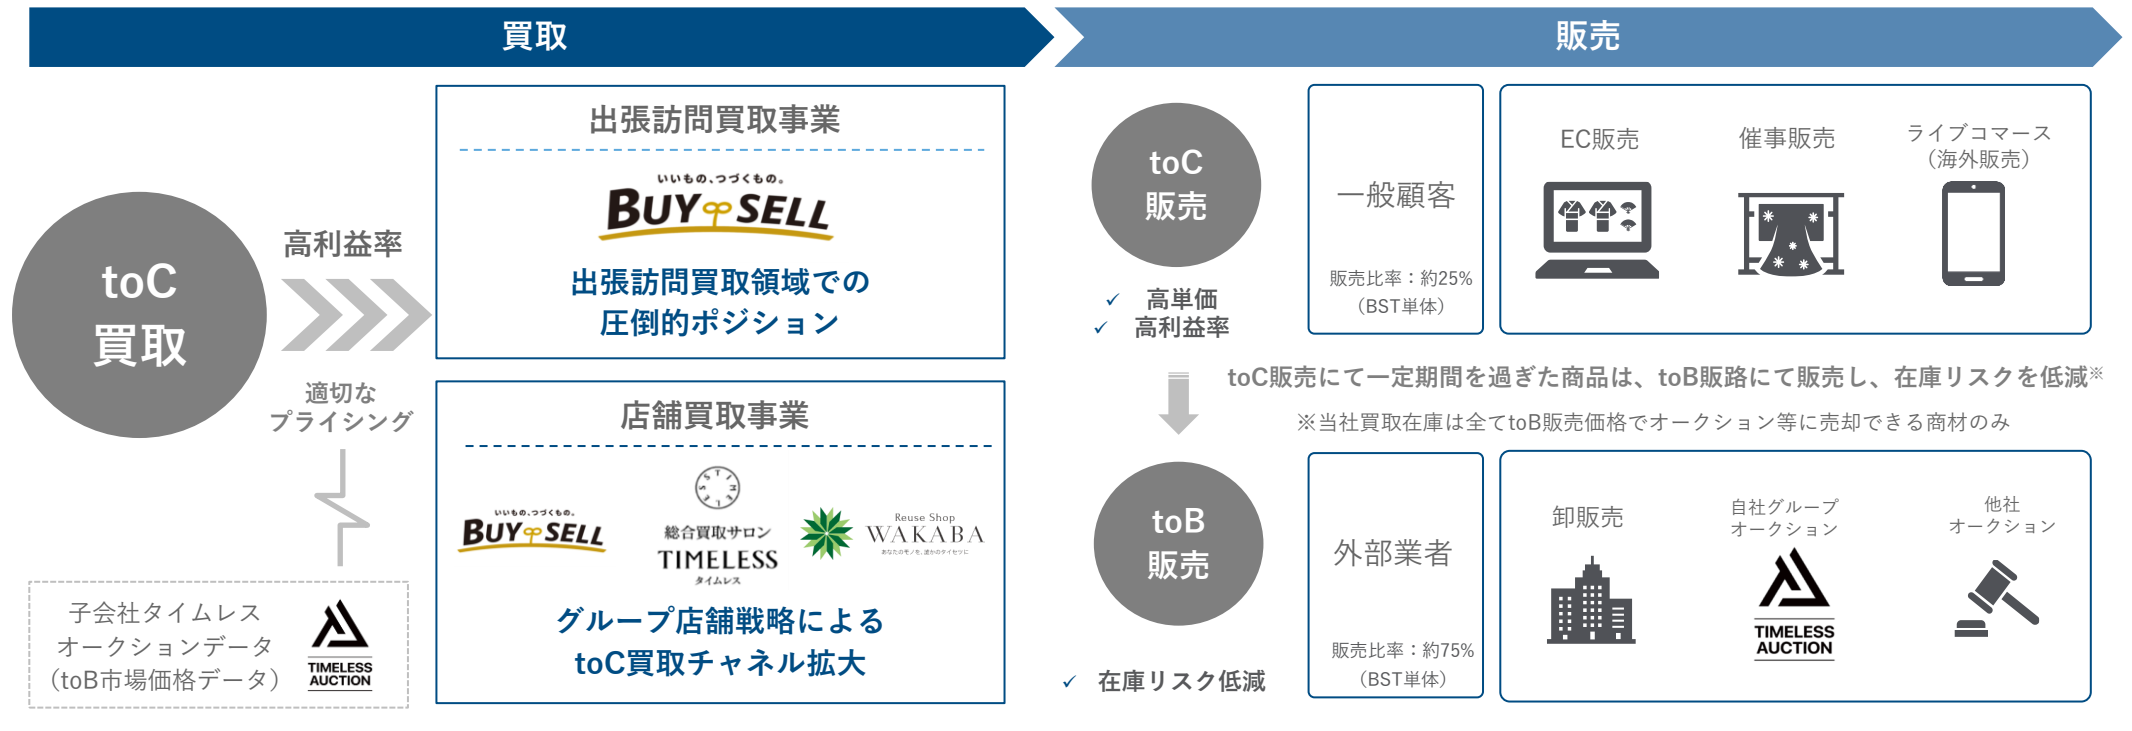 買取
販売
toC
買取
高利益率
適切な
プライシング
子会社タイムレス
オークションデータ
（toB市場価格データ）
TIMELESS
AUCTION
出張訪問買取事業
いいもの、つづくもの。
BUY SELL
出張訪問買取領域での
圧倒的ポジション
店舗買取事業
いいもの、つづくもの。
BUY SELL
TIMELESS
総合買取サロン
TIMELESS
タイムレス
Reuse Shop
WAKABA
あなたのモノを、誰かのタイセツに
グループ店舗戦略による
toC買取チャネル拡大
toC
販売
✓ 高単価
✓ 高利益率
一般顧客
販売比率：約25%
（BST単体）
EC販売
催事販売
ライブコマース
（海外販売）
toC販売にて一定期間を過ぎた商品は、toB販路にて販売し、在庫リスクを低減※
※当社買取在庫は全てtoB販売価格でオークション等に売却できる商材のみ
toB
販売
✓ 在庫リスク低減
外部業者
販売比率：約75%
（BST単体）
卸販売
自社グループ
オークション
TIMELESS
AUCTION
他社
オークション